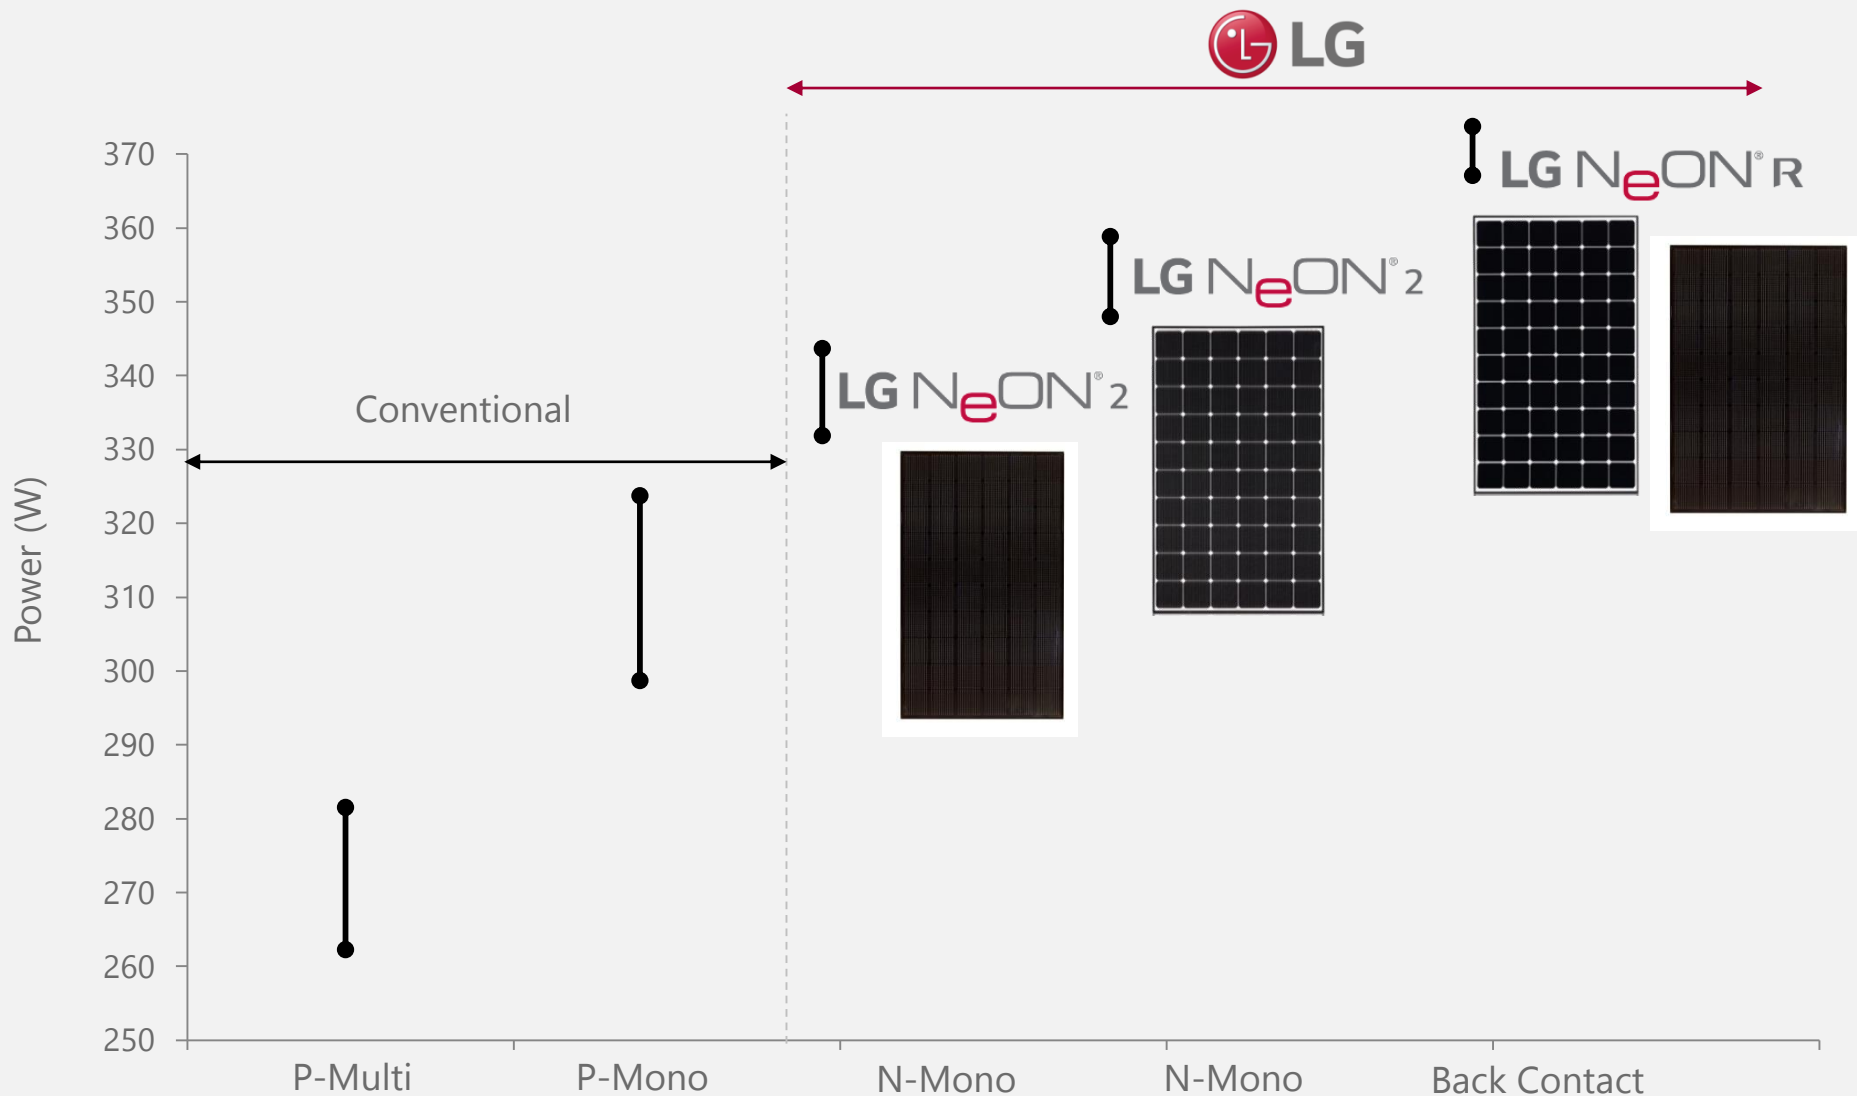 LG
370
360
350
340
330
320
310
300
290
280
270
260
250
Power (W)
Conventional
LG NeON® 2
LG NeON® 2
LG NeON® R
P-Multi
P-Mono
N-Mono
N-Mono
Back Contact